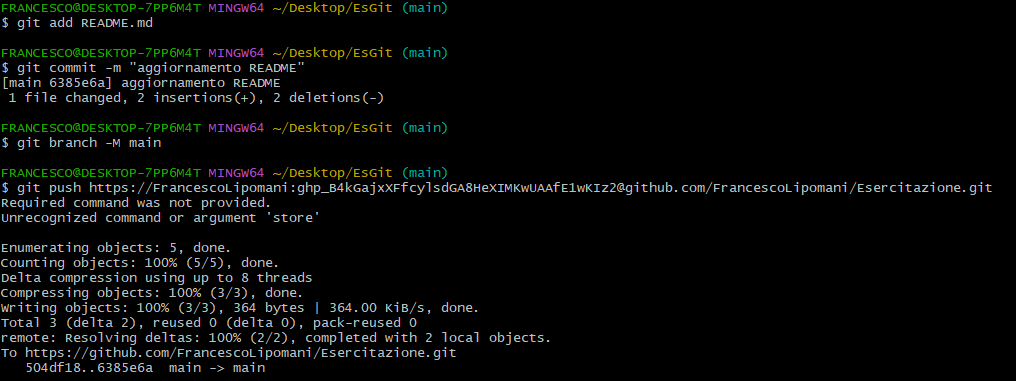 FRANCESCO@DESKTOP-7PP6M4T MINGW64 ~/Desktop/EsGit (main)
$ git add README.md
FRANCESCO@DESKTOP-7PP6M4T MINGW64 ~/Desktop/EsGit (main)
$ git commit -m "aggiornamento README"
[main 6385e6a] aggiornamento README
1 file changed, 2 insertions(+), 2 deletions(-)
FRANCESCO@DESKTOP-7PP6M4T MINGW64 ~/Desktop/EsGit (main)
$ git branch -M main
FRANCESCO@DESKTOP-7PP6M4T MINGW64 ~/Desktop/EsGit (main)
$ git push https://FrancescoLipomani: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@github.com/FrancescoLipomani/Esercitazione.git
Required command was not provided.
Unrecognized command or argument 'store'
Enumerating objects: 5, done.
Counting objects: 100% (5/5), done.
Delta compression using up to 8 threads
Compressing objects: 100% (3/3), done.
Writing objects: 100% (3/3), 364 bytes | 364.00 KiB/s, done.
Total 3 (delta 2), reused 0 (delta 0), pack-reused 0
remote: Resolving deltas: 100% (2/2), completed with 2 local objects.
To https://github.com/FrancescoLipomani/Esercitazione.git
504df18..6385e6a  main -> main